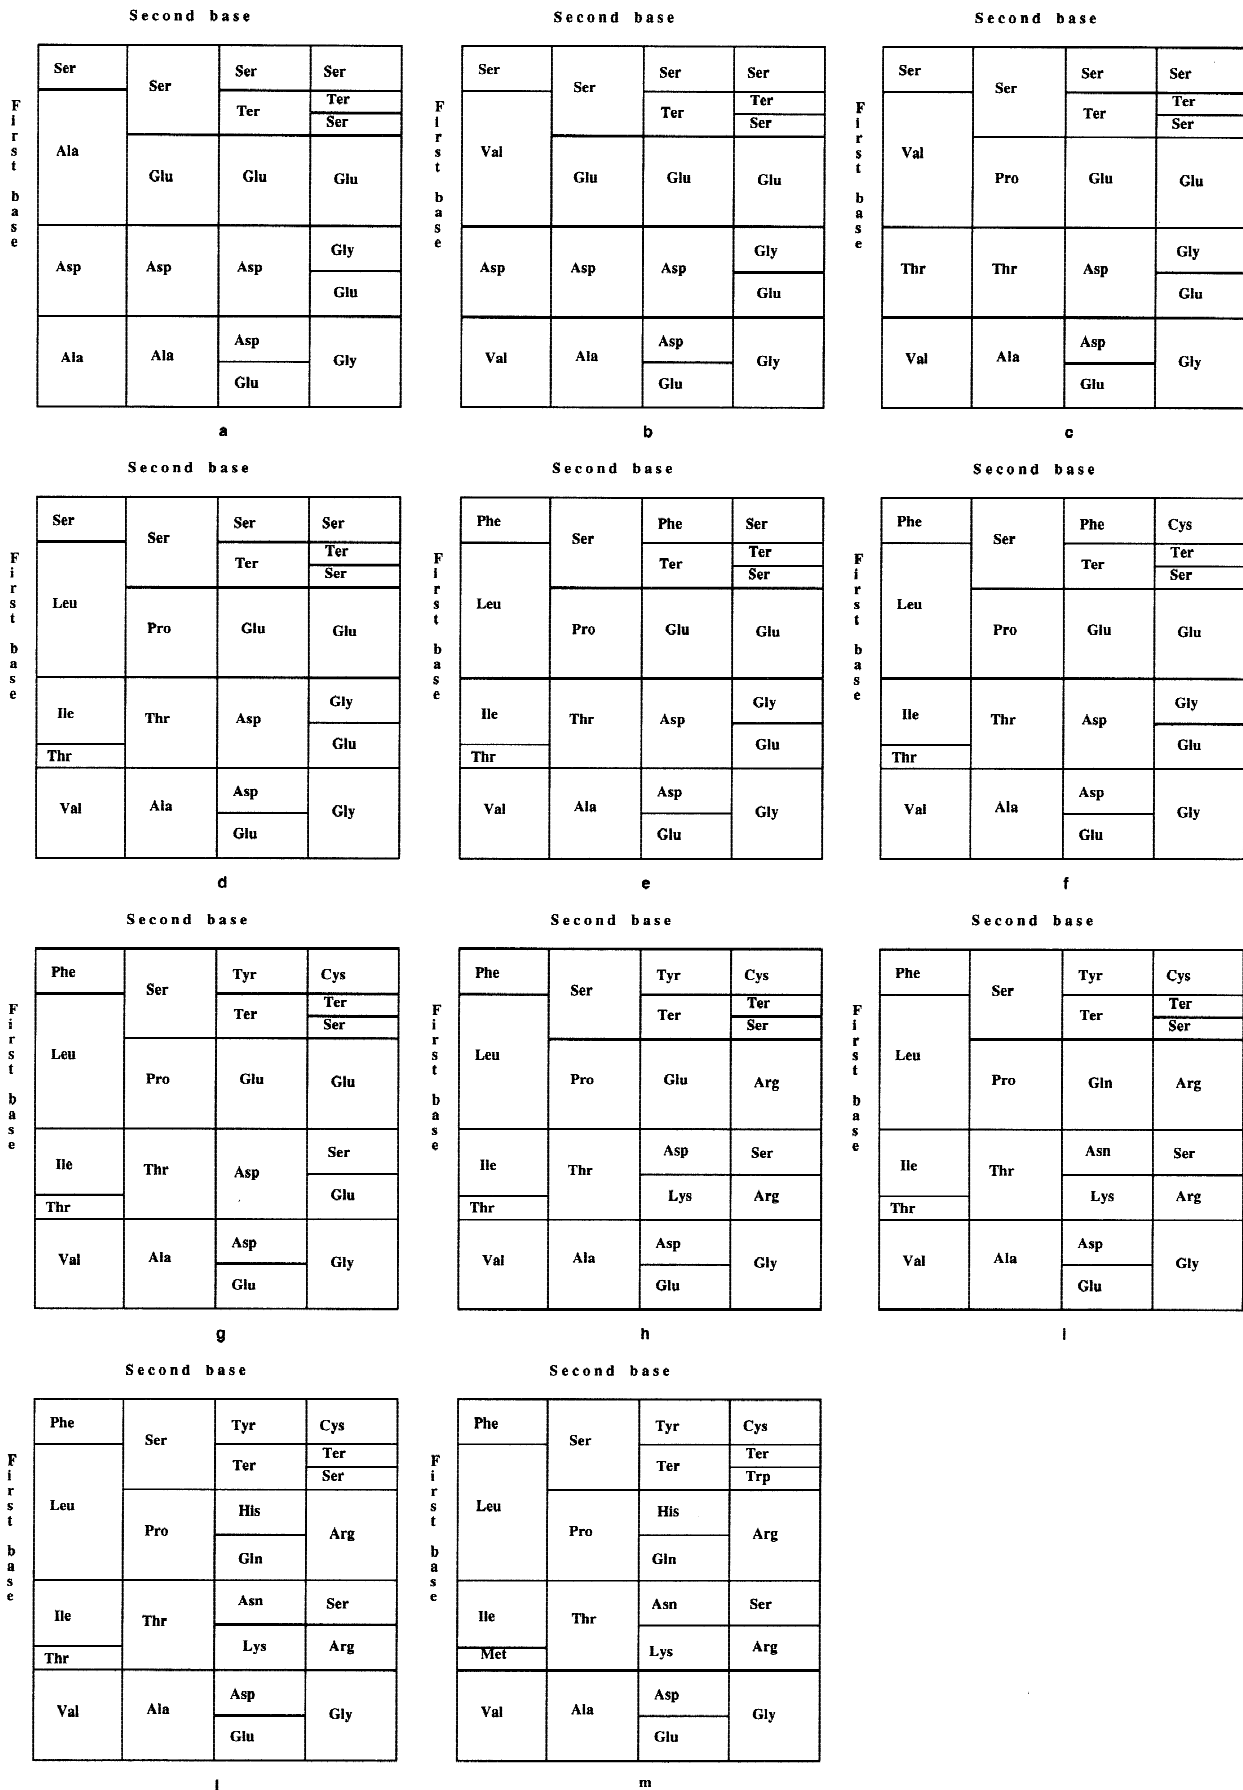 Second base Second base Second base
First base First base First base
Ser Ser Ser Ser Ser Ser Ser Ser Ser Ser Ser Ser
Ter Ter Ter Ter Ter Ter
Ser Ser Ser
Ala Val Val
Glu Glu Glu Glu Glu Glu Pro Glu Glu
Gly Gly Gly
Asp Asp Asp Asp Asp Asp Thr Thr Asp
Glu Glu Glu
Asp Asp Asp
Ala Ala Gly Val Ala Gly Val Ala Gly
Glu Glu Glu
a b c
Second base Second base Second base
First base First base First base
Ser Ser Ser Ser Phe Ser Phe Ser Phe Ser Phe Cys
Ter Ter Ter Ter Ter Ter
Ser Ser Ser
Leu Leu Leu
Pro Glu Glu Pro Glu Glu Pro Glu Glu
Gly Gly Gly
Ile Thr Asp Ile Thr Asp Ile Thr Asp
Glu Glu Glu
Thr Thr Thr
Asp Asp Asp
Val Ala Gly Val Ala Gly Val Ala Gly
Glu Glu Glu
d e f
Second base Second base Second base
First base First base First base
Phe Ser Tyr Cys Phe Ser Tyr Cys Phe Ser Tyr Cys
Ter Ter Ter Ter Ter Ter
Ser Ser Ser
Leu Leu Leu
Pro Glu Glu Pro Glu Arg Pro Gln Arg
Ser Asp Ser Asn Ser
Ile Thr Asp Ile Thr Ile Thr
Glu Lys Arg Lys Arg
Thr Thr Thr
Asp Asp Asp
Val Ala Gly Val Ala Gly Val Ala Gly
Glu Glu Glu
g h i
Second base Second base
First base First base
Phe Ser Tyr Cys Phe Ser Tyr Cys
Ter Ter Ter Ter
Ser Trp
Leu His Leu His
Pro Arg Pro Arg
Gln Gln
Asn Ser Asn Ser
Ile Thr Ile Thr
Lys Arg Lys Arg
Thr Met
Asp Asp
Val Ala Gly Val Ala Gly
Glu Glu
l m